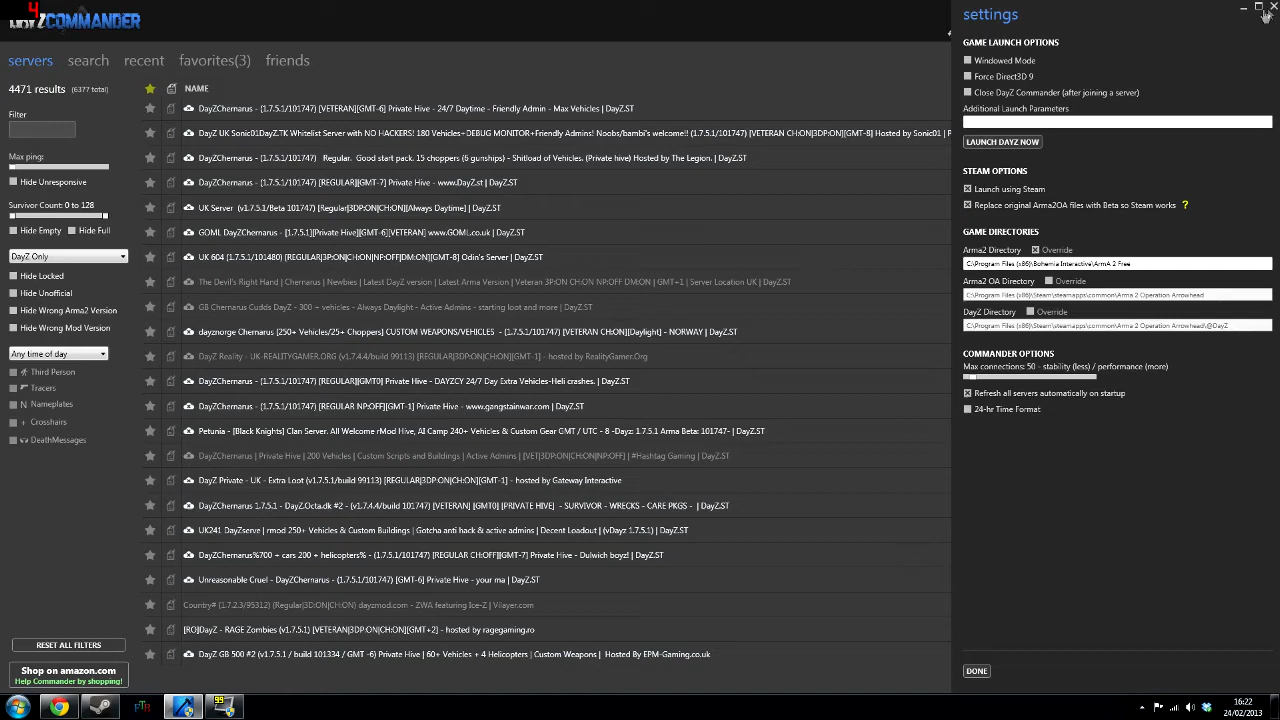 4
DAYZCOMMANDER
servers
search
recent
favorites(3)
friends
4471 results (6377 total)
Filter
Max ping:
Hide Unresponsive
Survivor Count: 0 to 128
Hide Empty
Hide Full
DayZ Only
Hide Locked
Hide Unofficial
Hide Wrong Arma2 Version
Hide Wrong Mod Version
Any time of day
Third Person
Tracers
N Nameplates
+ Crosshairs
DeathMessages
RESET ALL FILTERS
Shop on amazon.com
Help Commander by shopping!
NAME
DayZChernarus - (1.7.5.1/101747) [VETERAN][GMT-6] Private Hive - 24/7 Daytime - Friendly Admin - Max Vehicles | DayZ.ST
DayZ UK Sonic01DayZ.TK Whitelist Server with NO HACKERS! 180 Vehicles+DEBUG MONITOR+Friendly Admins! Noobs/bambi's welcome!! (1.7.5.1/101747) [VETERAN CH:ON|3DP:ON][GMT-8] Hosted by Sonic01 | P
DayZChernarus - (1.7.5.1/101747) Regular. Good start pack. 15 choppers (6 gunships) - Shitload of Vehicles. (Private hive) Hosted by The Legion. | DayZ.ST
DayZChernarus - (1.7.5.1/101747) [REGULAR][GMT-7] Private Hive - www.DayZ.st | DayZ.ST
UK Server (v1.7.5.1/Beta 101747) [Regular|3DP:ON|CH:ON][Always Daytime] | DayZ.ST
GOML DayZChernarus - [1.7.5.1][Private Hive][GMT-6][VETERAN] www.GOML.co.uk | DayZ.ST
UK 604 (1.7.5.1/101480) [REGULAR|3P:ON|CH:ON|NP:OFF|DM:ON][GMT-8] Odin's Server | DayZ.ST
The Devil's Right Hand | Chernarus | Newbies | Latest DayZ version | Latest Arma Version | Veteran 3P:ON CH:ON NP:ON DM:ON | GMT+1 | Server Location UK | DayZ.ST
GB Chernarus Cudds DayZ - 300 + vehicles - Always Daylight - Active Admins - starting loot and more | DayZ.ST
dayznorge Chernarus [250+ Vehicles/25+ Choppers] CUSTOM WEAPONS/VEHICLES - (1.7.5.1/101747) [VETERAN CH:ON][Daylight] - NORWAY | DayZ.ST
DayZ Reality - UK-REALITYGAMER.ORG (v1.7.4.4/build 99113) [REGULAR|3DP:ON|CH:ON][GMT-1] - hosted by RealityGamer.Org
DayZChernarus - (1.7.5.1/101747) [REGULAR][GMT0] Private Hive - DAYZCY 24/7 Day Extra Vehicles-Heli crashes. | DayZ.ST
DayZChernarus - (1.7.5.1/101747) [REGULAR NP:OFF][GMT-1] Private Hive - www.gangstainwar.com | DayZ.ST
Petunia - [Black Knights] Clan Server. All Welcome rMod Hive, AI Camp 240+ Vehicles & Custom Gear GMT / UTC - 8 -Dayz: 1.7.5.1 Arma Beta: 101747- | DayZ.ST
DayZChernarus | Private Hive | 200 Vehicles | Custom Scripts and Buildings | Active Admins | [VET|3DP:ON|CH:ON|NP:OFF] | #Hashtag Gaming | DayZ.ST
DayZ Private - UK - Extra Loot (v1.7.5.1/build 99113) [REGULAR|3DP:ON|CH:ON][GMT-1] - hosted by Gateway Interactive
DayZChernarus 1.7.5.1 - DayZ.Octa.dk #2 - (v1.7.4.4/build 101747) [VETERAN] [GMT0] [PRIVATE HIVE] - SURVIVOR - WRECKS - CARE PKGS - | DayZ.ST
UK241 DayZserve | rmod 250+ Vehicles & Custom Buildings | Gotcha anti hack & active admins | Decent Loadout | (vDayz 1.7.5.1) | DayZ.ST
DayZChernarus%700 + cars 200 + helicopters% - (1.7.5.1/101747) [REGULAR CH:OFF][GMT-7] Private Hive - Dulwich boyz! | DayZ.ST
Unreasonable Cruel - DayZChernarus - (1.7.5.1/101747) [GMT-6] Private Hive - your ma | DayZ.ST
Country# (1.7.2.3/95312) (Regular|3D:ON|CH:ON) dayzmod.com - ZWA featuring Ice-Z | Vilayer.com
[RO]DayZ - RAGE Zombies (v1.7.5.1) [VETERAN|3DP:ON|CH:ON][GMT+2] - hosted by ragegaming.ro
DayZ GB 500 #2 (v1.7.5.1 / build 101334 / GMT -6) Private Hive | 60+ Vehicles + 4 Helicopters | Custom Weapons | Hosted By EPM-Gaming.co.uk
settings
GAME LAUNCH OPTIONS
Windowed Mode
Force Direct3D 9
Close DayZ Commander (after joining a server)
Additional Launch Parameters
LAUNCH DAYZ NOW
STEAM OPTIONS
Launch using Steam
Replace original Arma2OA files with Beta so Steam works ?
GAME DIRECTORIES
Arma2 Directory Override
C:\Program Files (x86)\Bohemia Interactive\ArmA 2 Free
Arma2 OA Directory Override
C:\Program Files (x86)\Steam\steamapps\common\Arma 2 Operation Arrowhead
DayZ Directory Override
C:\Program Files (x86)\Steam\steamapps\common\Arma 2 Operation Arrowhead\@DayZ
COMMANDER OPTIONS
Max connections: 50 - stability (less) / performance (more)
Refresh all servers automatically on startup
24-hr Time Format
DONE
99
16:22
24/02/2013